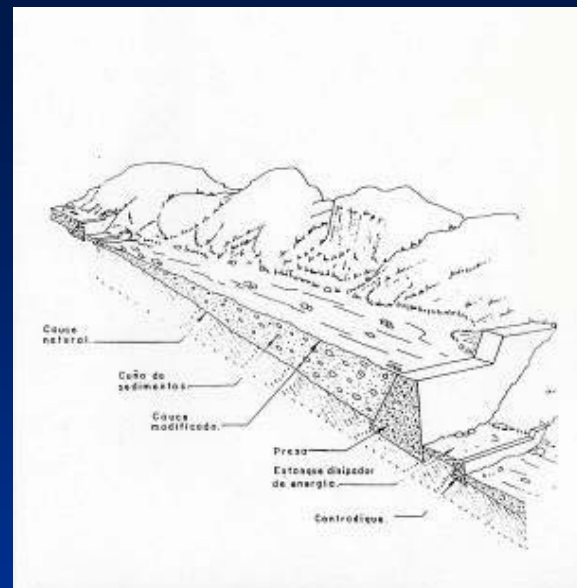 Cauce
natural
Cuña de
sedimentos
Cauce
modificado.
Presa
Estanque disipador
de energía.
Contradique.